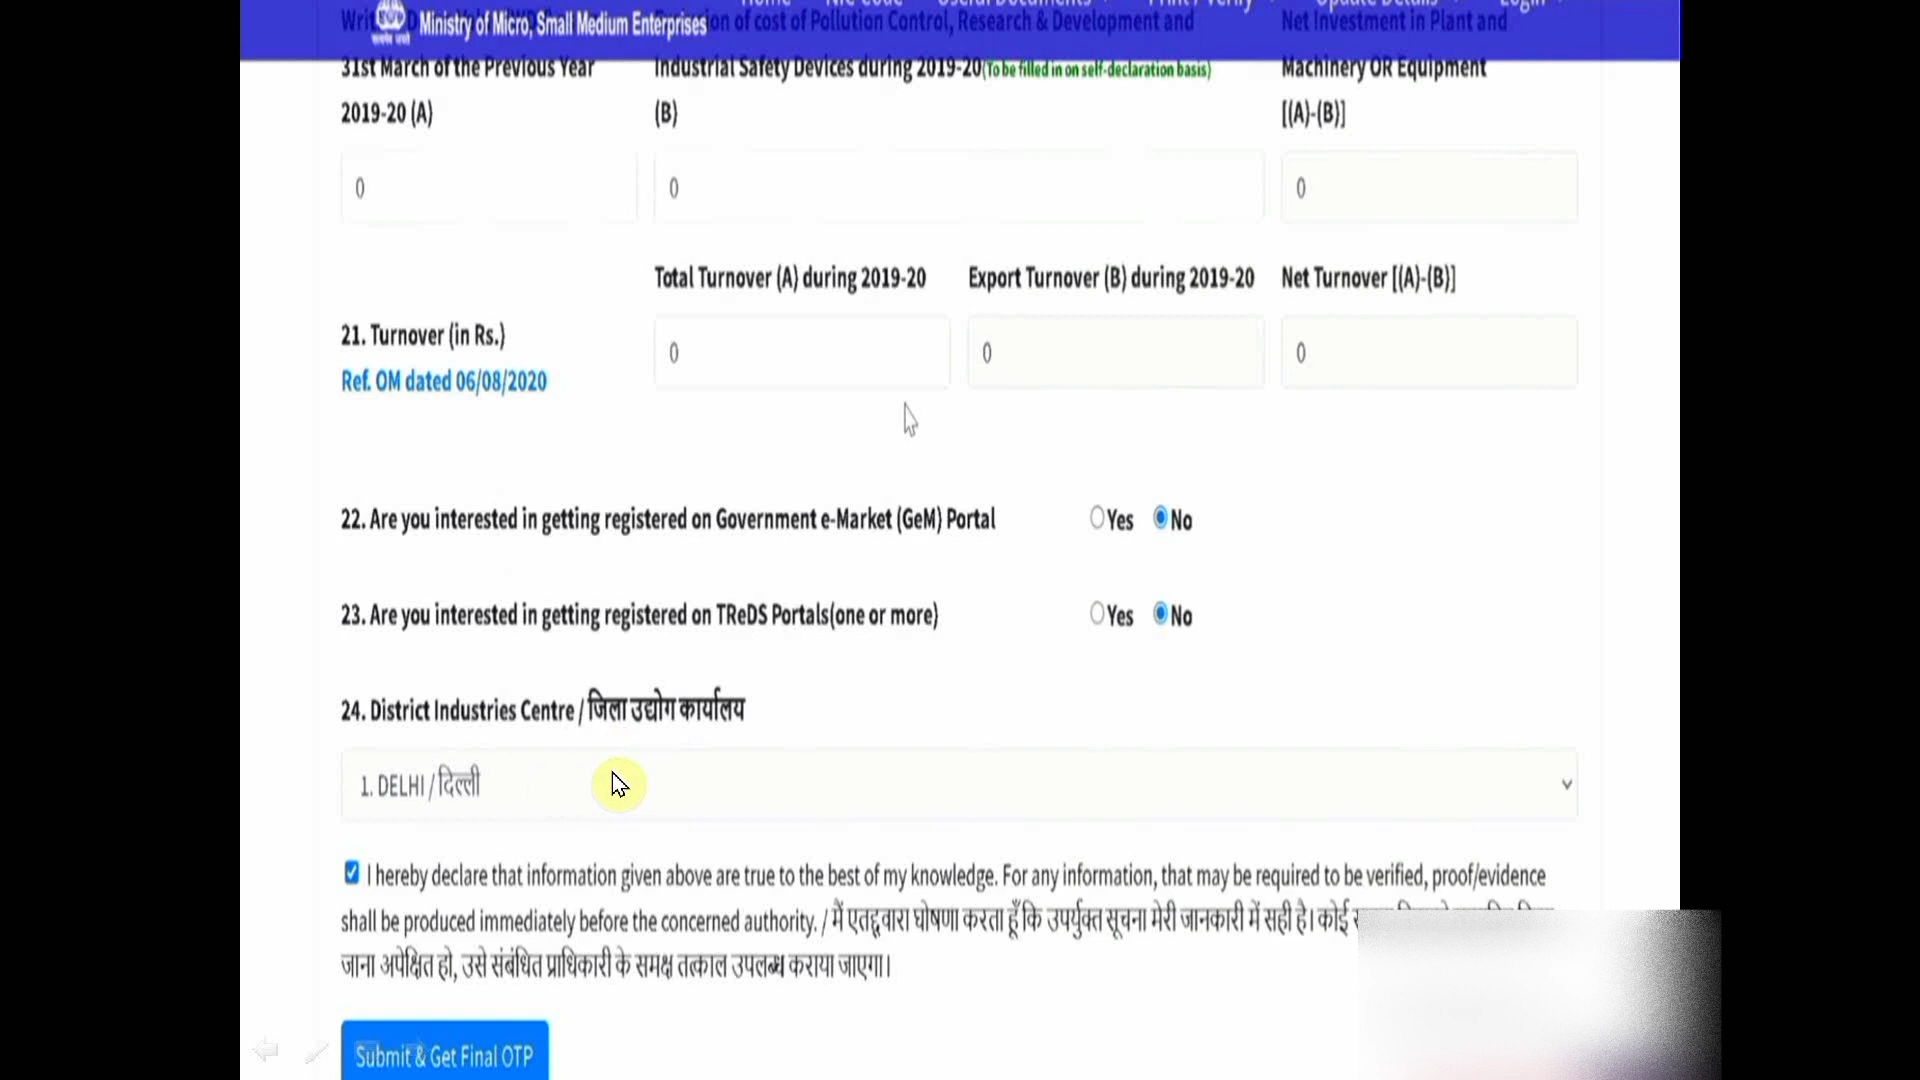 Ministry of Micro, Small Medium Enterprises
of cost of Pollution Control, Research & Development and
Net Investment in Plant and
31st March of the Previous Year
Industrial Safety Devices during 2019-20(To be filled in on self-declaration basis)
Machinery OR Equipment
2019-20 (A)
(B)
[(A)-(B)]
0
0
0
Total Turnover (A) during 2019-20
Export Turnover (B) during 2019-20
Net Turnover [(A)-(B)]
21. Turnover (in Rs.)
Ref. OM dated 06/08/2020
0
0
0
22. Are you interested in getting registered on Government e-Market (GeM) Portal
Yes
No
23. Are you interested in getting registered on TReDS Portals(one or more)
Yes
No
24. District Industries Centre / जिला उद्योग कार्यालय
1. DELHI / दिल्ली
I hereby declare that information given above are true to the best of my knowledge. For any information, that may be required to be verified, proof/evidence
shall be produced immediately before the concerned authority. / मैं एतद्द्वारा घोषणा करता हूँ कि उपर्युक्त सूचना मेरी जानकारी में सही है। कोई
जाना अपेक्षित हो, उसे संबंधित प्राधिकारी के समक्ष तत्काल उपलब्ध कराया जाएगा।
Submit & Get Final OTP